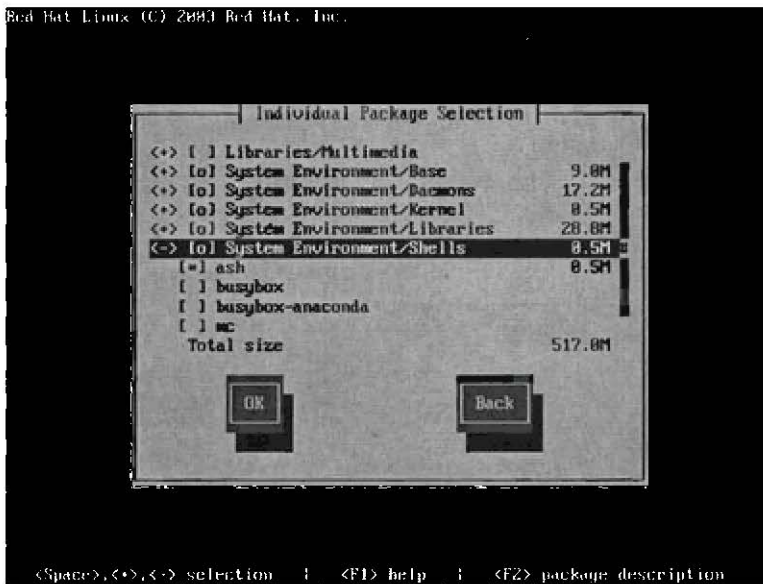 Red Hat Linux (C) 2003 Red Hat, Inc.
Individual Package Selection
<+> [ ] Libraries/Multimedia
<+> [o] System Environment/Base 9.0M
<+> [o] System Environment/Daemons 17.2M
<+> [o] System Environment/Kernel 0.5M
<+> [o] System Environment/Libraries 28.8M
<-> [o] System Environment/Shells 0.5M
[*] ash 0.5M
[ ] busybox
[ ] busybox-anaconda
[ ] mc
Total size 517.0M
OK Back
<Space>,<+>,<-> selection | <F1> help | <F2> package description